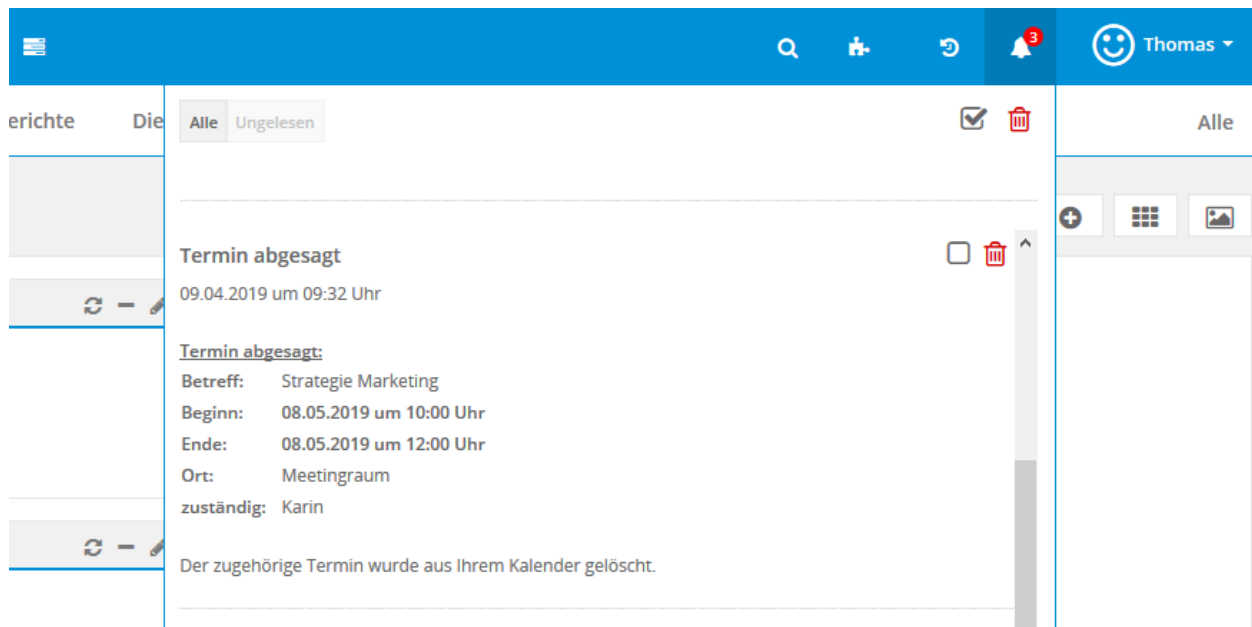 3
Thomas
erichte Die Alle Ungelesen Alle
Termin abgesagt
09.04.2019 um 09:32 Uhr
Termin abgesagt:
Betreff: Strategie Marketing
Beginn: 08.05.2019 um 10:00 Uhr
Ende: 08.05.2019 um 12:00 Uhr
Ort: Meetingraum
zuständig: Karin
Der zugehörige Termin wurde aus Ihrem Kalender gelöscht.